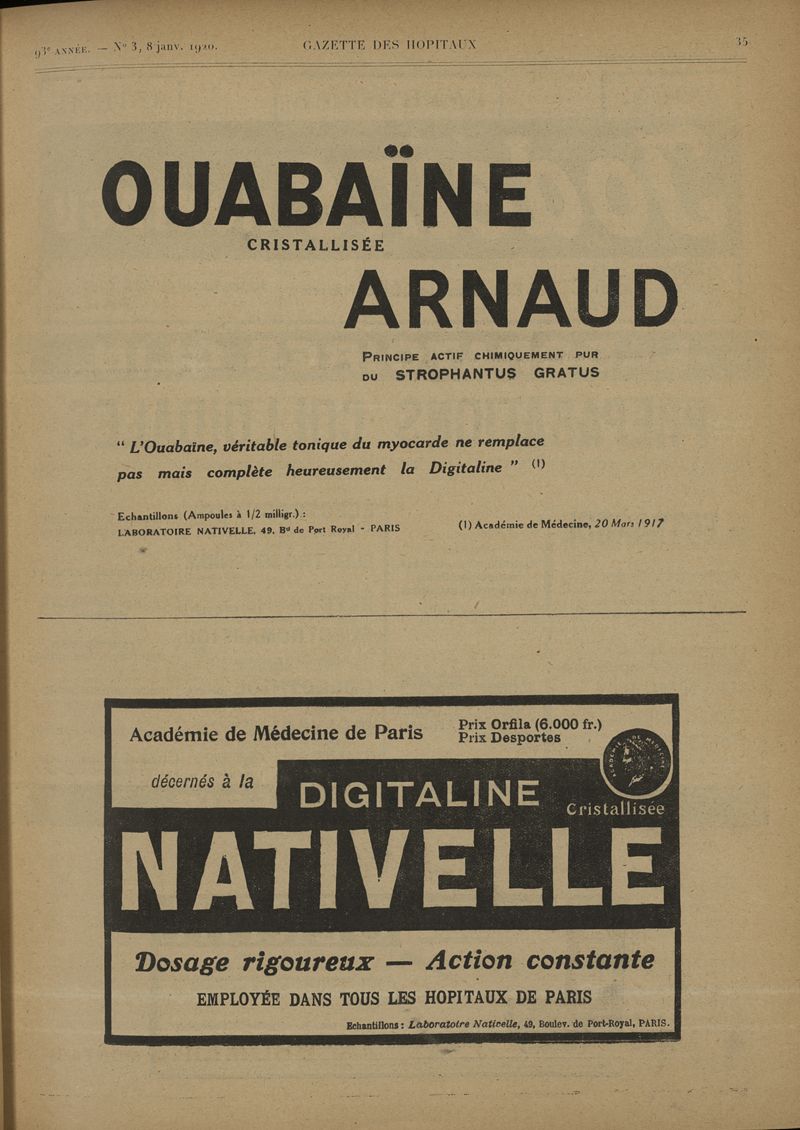 93e ANNÉE. — No 3, 8 janv. 1920.
GAZETTE DES HOPITAUX
35
OUABAÏNE
CRISTALLISÉE
ARNAUD
PRINCIPE ACTIF CHIMIQUEMENT PUR
DU STROPHANTUS GRATUS
“ L'Ouabaïne, véritable tonique du myocarde ne remplace
pas mais complète heureusement la Digitaline ” (1)
Echantillons (Ampoules à 1/2 milligr.) :
LABORATOIRE NATIVELLE, 49, Bd de Port Royal - PARIS
(1) Académie de Médecine, 20 Mars 1917
Académie de Médecine de Paris
Prix Orfila (6.000 fr.)
Prix Desportes
décernés à la
ACADÉMIE DE MÉDECINE
DIGITALINE
Cristallisée
NATIVELLE
Dosage rigoureux — Action constante
EMPLOYÉE DANS TOUS LES HOPITAUX DE PARIS
Echantillons : Laboratoire Nativelle, 49, Boulev. de Port-Royal, PARIS.